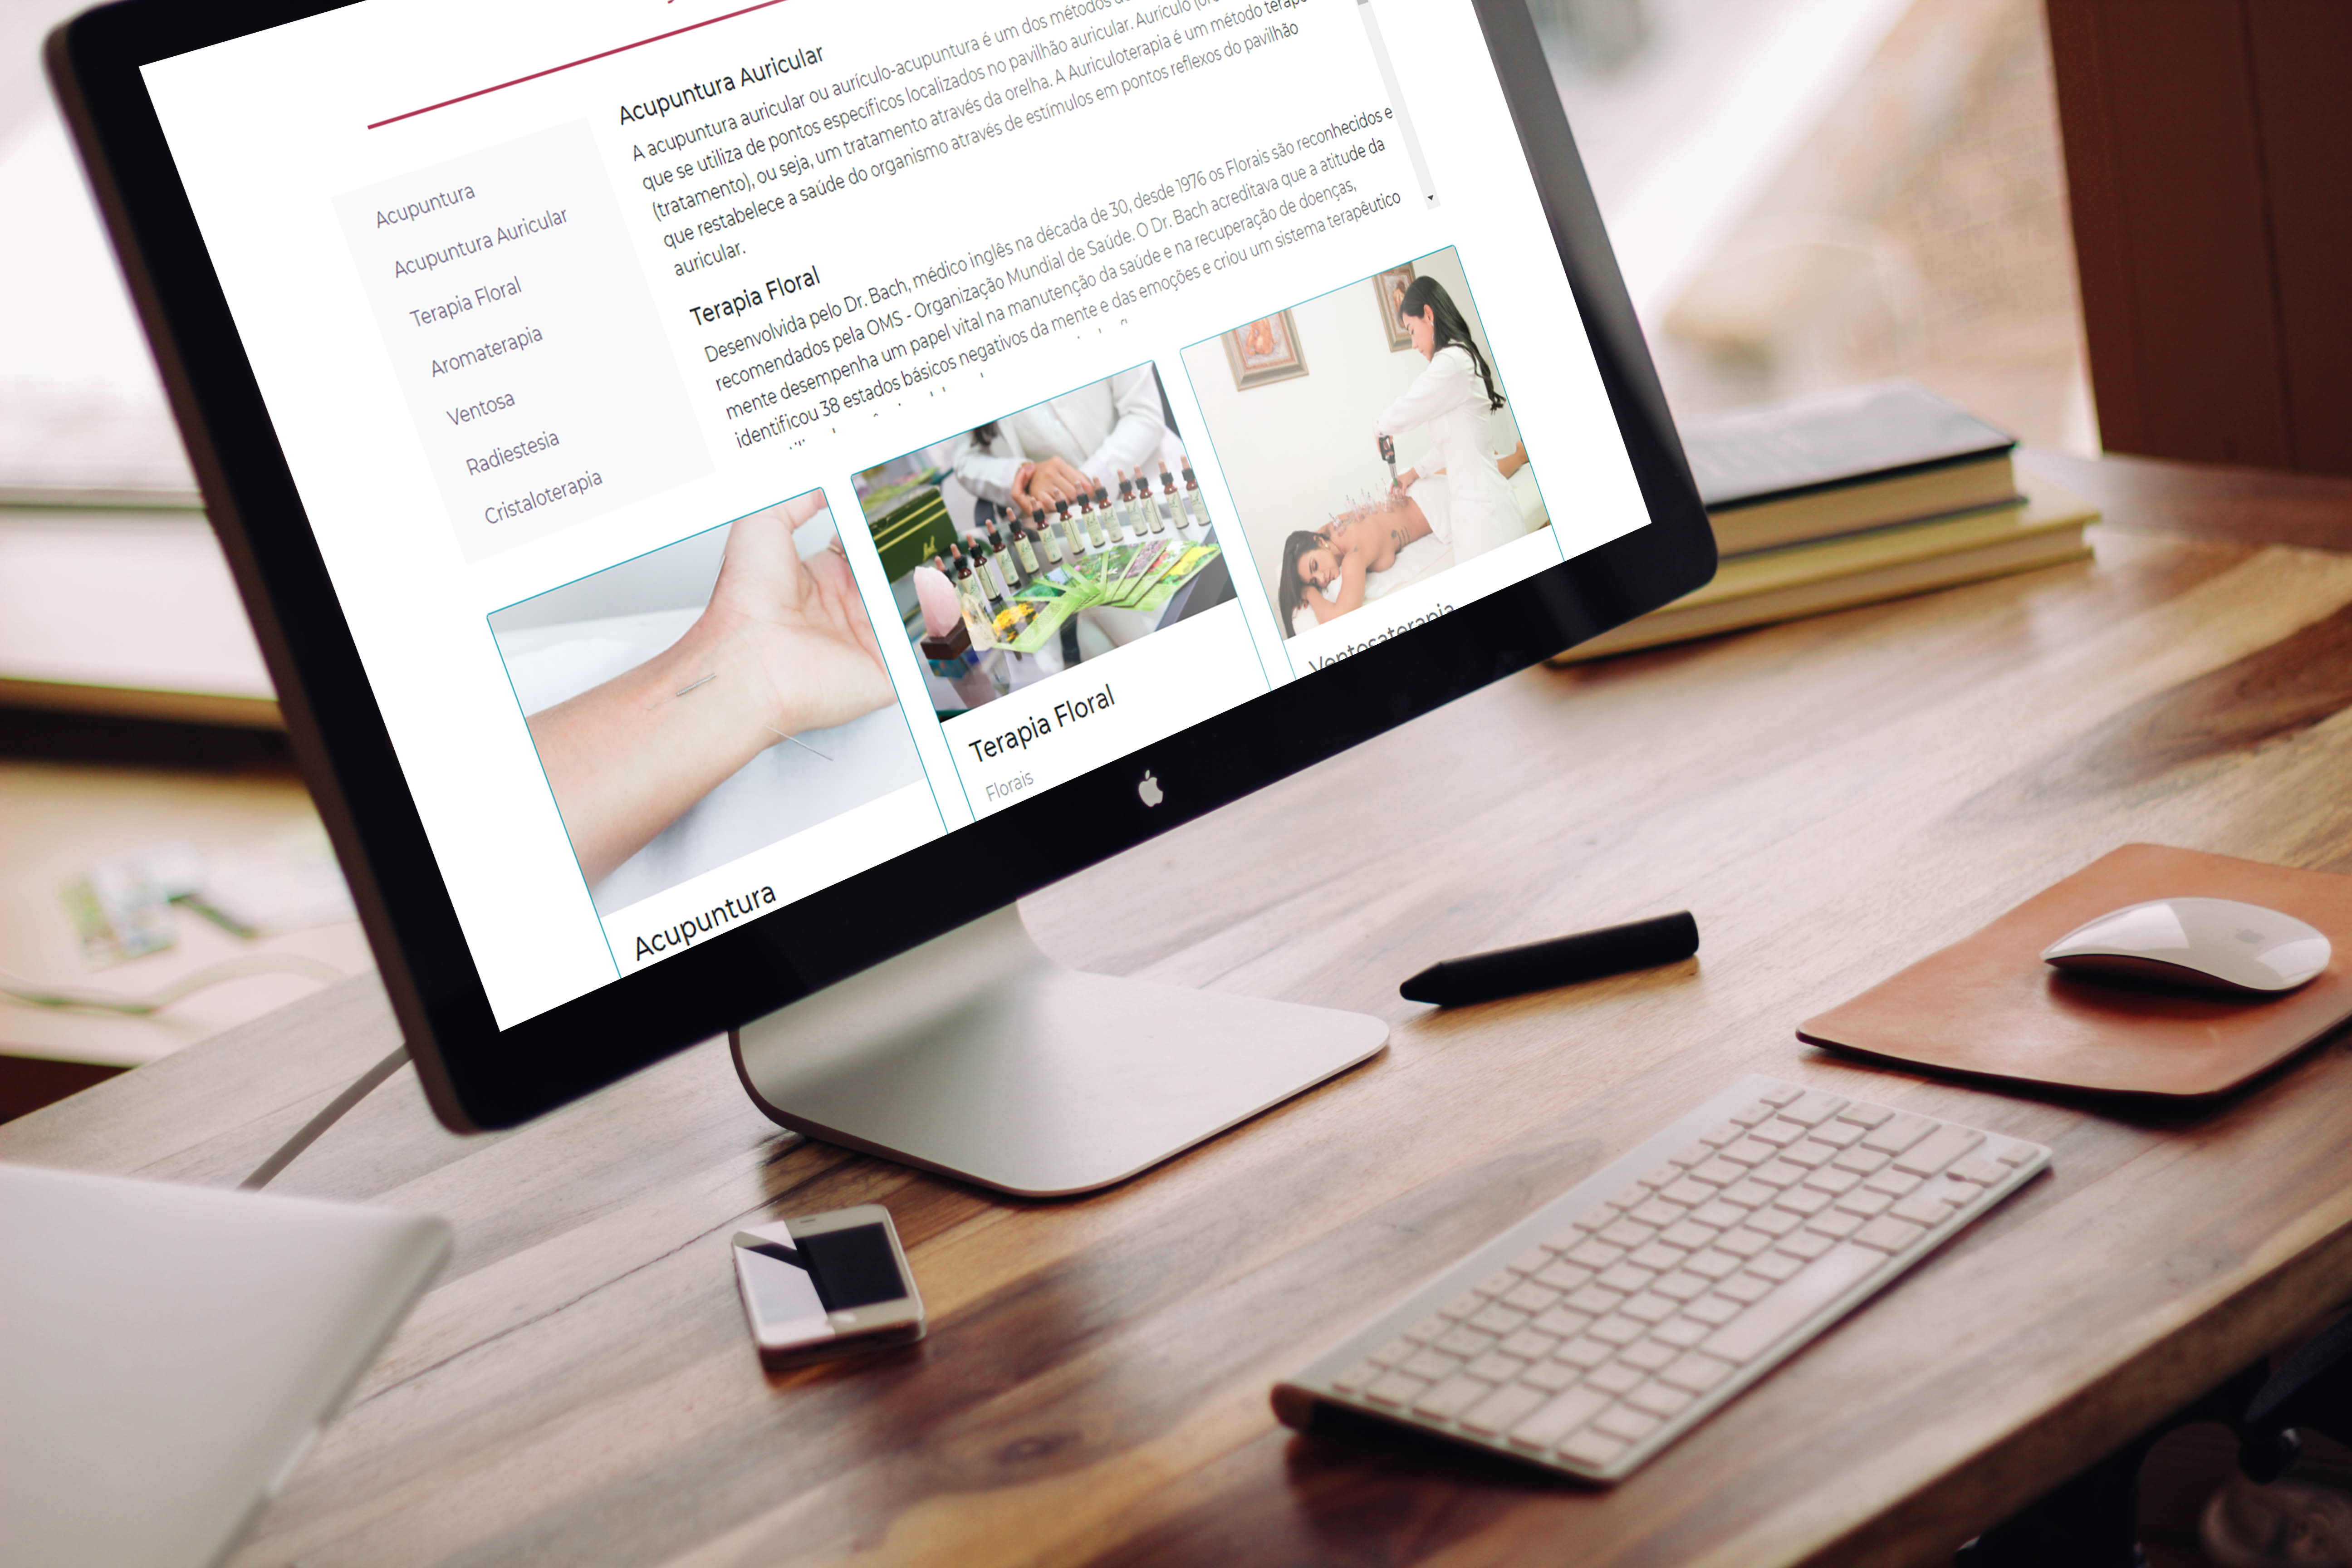 Acupuntura
Acupuntura Auricular
Terapia Floral
Aromaterapia
Ventosa
Radiestesia
Cristaloterapia
Acupuntura Auricular
A acupuntura auricular ou aurículo-acupuntura é um dos métodos
que se utiliza de pontos específicos localizados no pavilhão auricular. Aurículo
(tratamento), ou seja, um tratamento através da orelha. A Auriculoterapia é um método
que restabelece a saúde do organismo através de estímulos em pontos reflexos do pavilhão
auricular.
Terapia Floral
Desenvolvida pelo Dr. Bach, médico inglês na década de 30, desde 1976 os Florais são reconhecidos e
recomendados pela OMS - Organização Mundial de Saúde. O Dr. Bach acreditava que a atitude da
mente desempenha um papel vital na manutenção da saúde e na recuperação de doenças,
identificou 38 estados básicos negativos da mente e das emoções e criou um sistema terapêutico
Acupuntura
Terapia Floral
Florais
Ventosaterapia